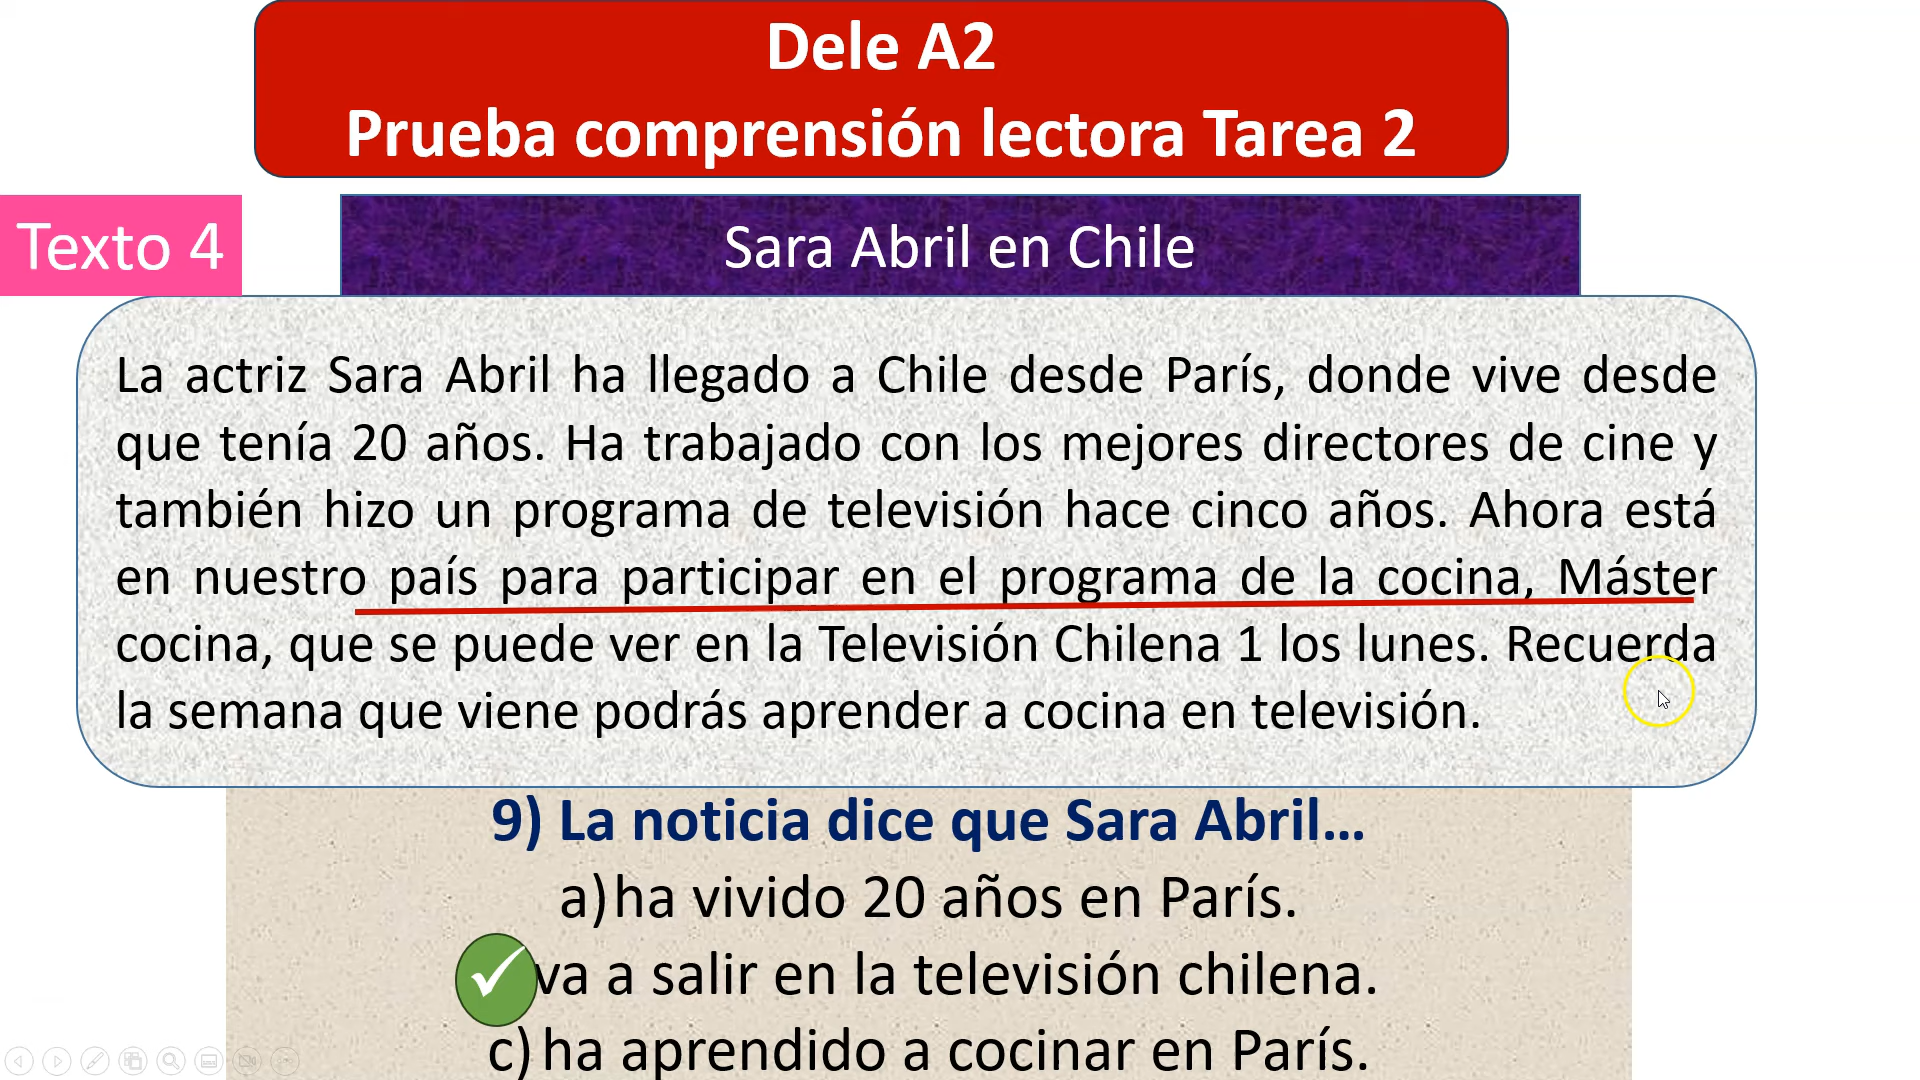 Dele A2
Prueba comprensión lectora Tarea 2
Texto 4
Sara Abril en Chile
La actriz Sara Abril ha llegado a Chile desde París, donde vive desde
que tenía 20 años. Ha trabajado con los mejores directores de cine y
también hizo un programa de televisión hace cinco años. Ahora está
en nuestro país para participar en el programa de la cocina, Máster
cocina, que se puede ver en la Televisión Chilena 1 los lunes. Recuerda
la semana que viene podrás aprender a cocina en televisión.
9) La noticia dice que Sara Abril...
a) ha vivido 20 años en París.
va a salir en la televisión chilena.
c) ha aprendido a cocinar en París.